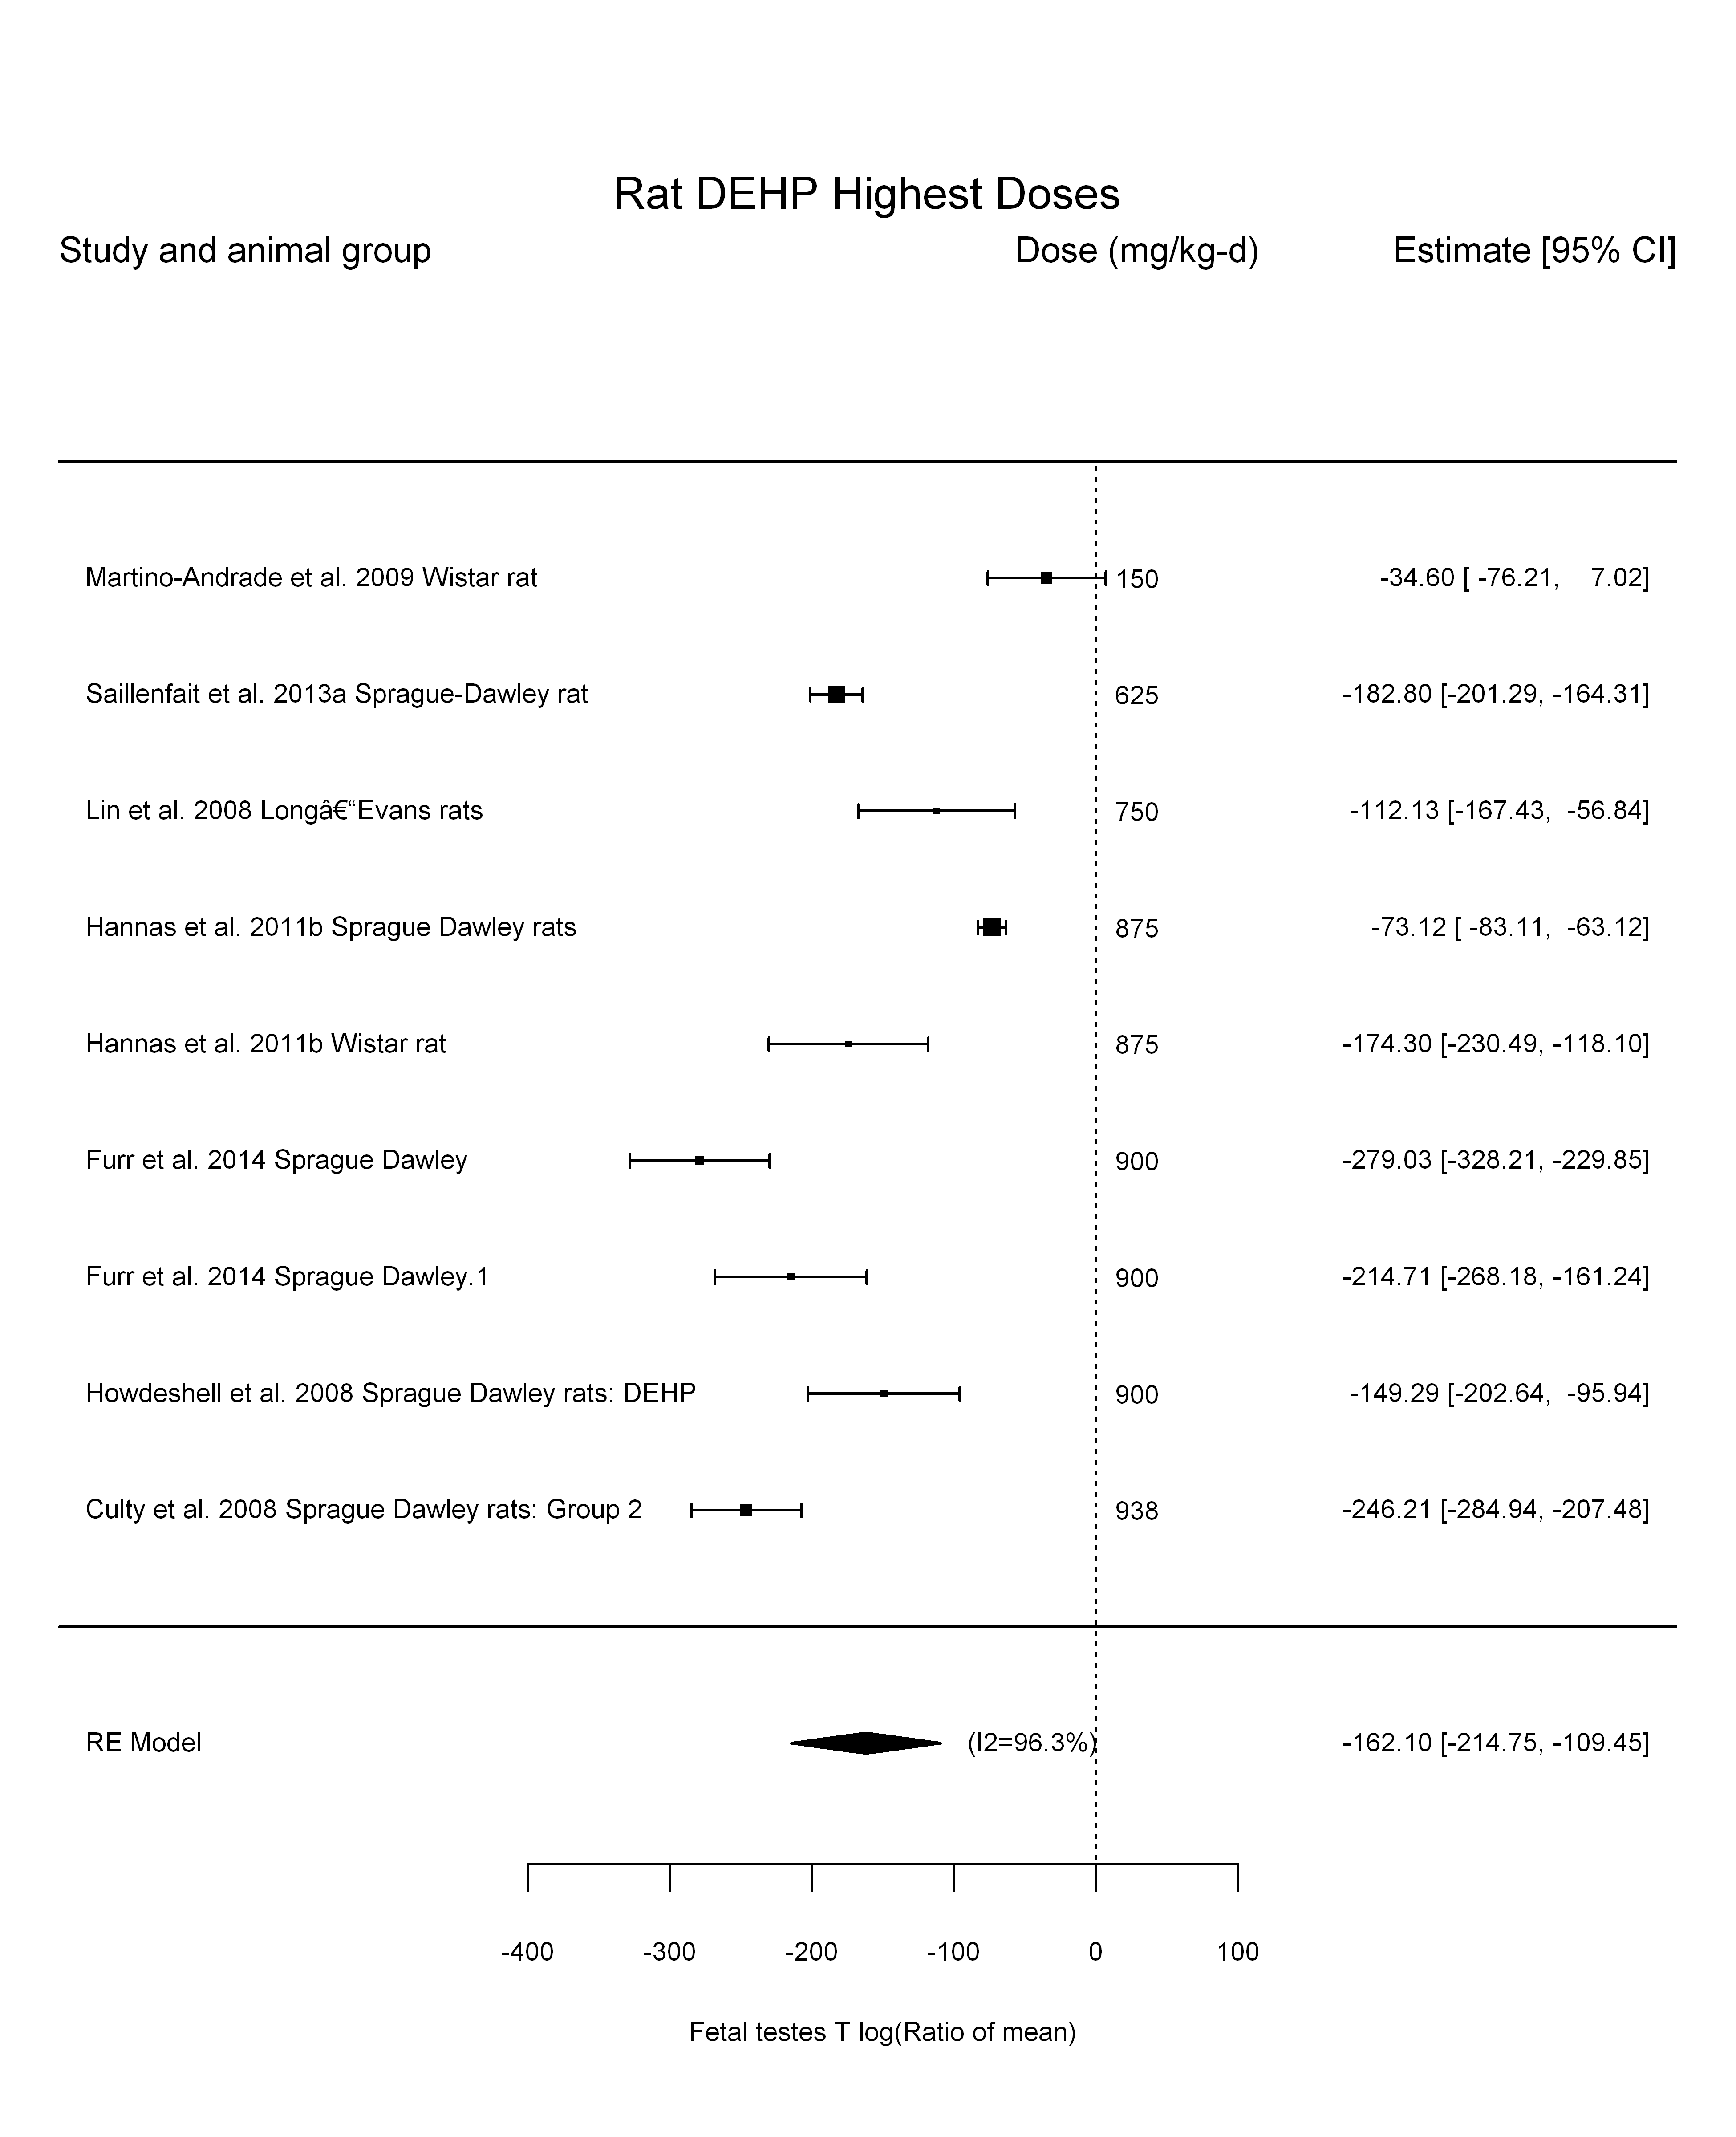 Rat DEHP Highest Doses
Study and animal group Dose (mg/kg-d) Estimate [95% CI]
Martino-Andrade et al. 2009 Wistar rat 150 -34.60 [ -76.21, 7.02]
Saillenfait et al. 2013a Sprague-Dawley rat 625 -182.80 [-201.29, -164.31]
Lin et al. 2008 Longâ€“Evans rats 750 -112.13 [-167.43, -56.84]
Hannas et al. 2011b Sprague Dawley rats 875 -73.12 [ -83.11, -63.12]
Hannas et al. 2011b Wistar rat 875 -174.30 [-230.49, -118.10]
Furr et al. 2014 Sprague Dawley 900 -279.03 [-328.21, -229.85]
Furr et al. 2014 Sprague Dawley.1 900 -214.71 [-268.18, -161.24]
Howdeshell et al. 2008 Sprague Dawley rats: DEHP 900 -149.29 [-202.64, -95.94]
Culty et al. 2008 Sprague Dawley rats: Group 2 938 -246.21 [-284.94, -207.48]
RE Model (I2=96.3%) -162.10 [-214.75, -109.45]
-400 -300 -200 -100 0 100
Fetal testes T log(Ratio of mean)